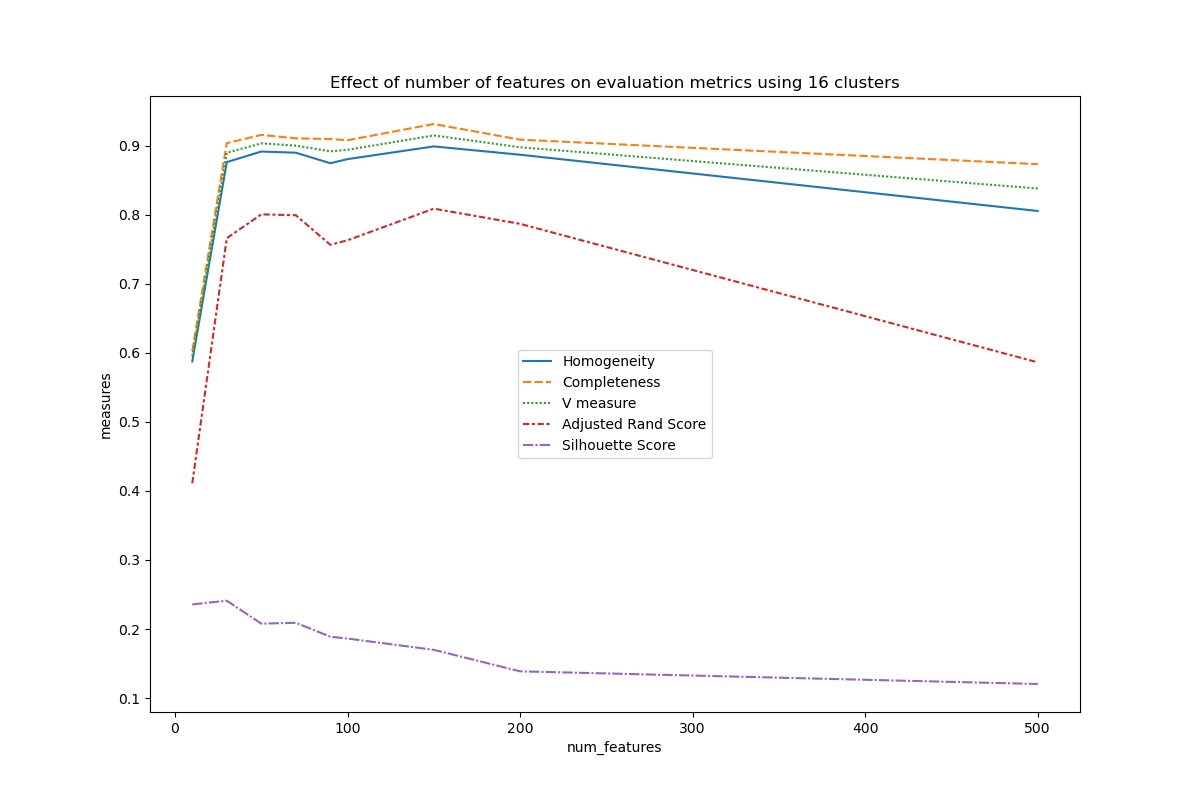 Effect of number of features on evaluation metrics using 16 clusters
measures
0.9
0.8
0.7
0.6
0.5
0.4
0.3
0.2
0.1
Homogeneity
Completeness
V measure
Adjusted Rand Score
Silhouette Score
0 100 200 300 400 500
num_features